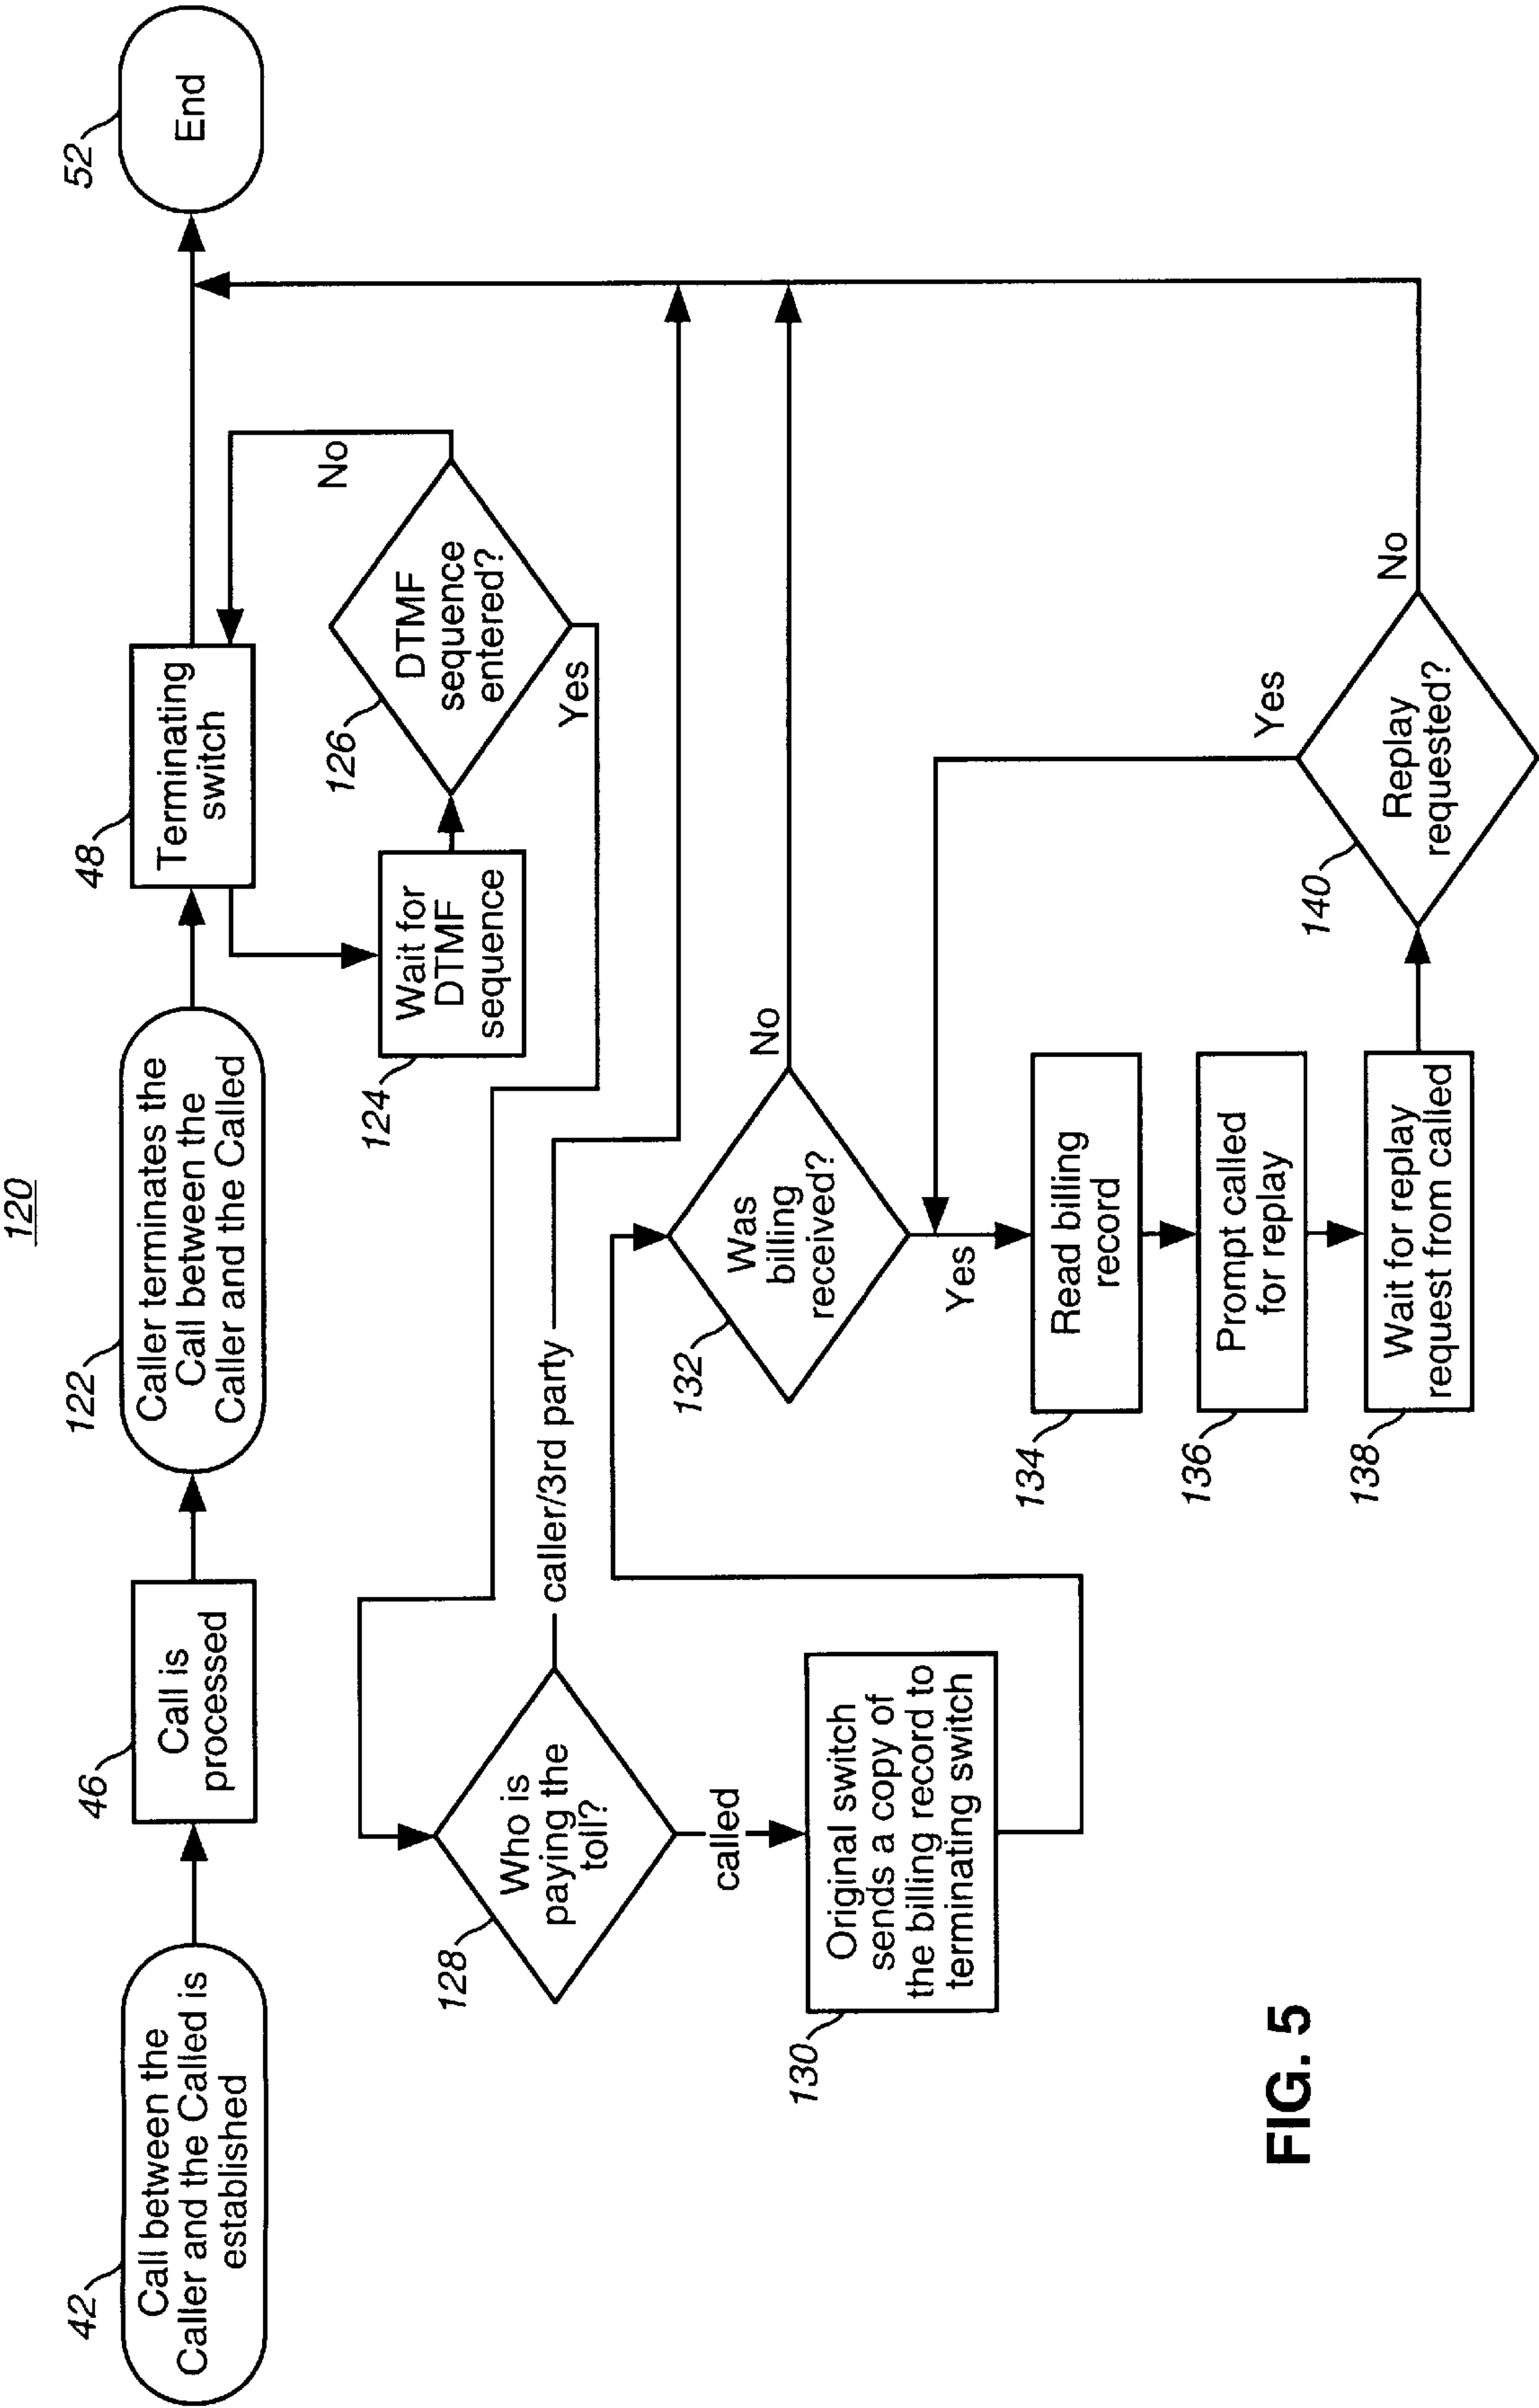 120
42
Call between the
Caller and the Called is
established
46
Call is
processed
122
Caller terminates the
Call between the
Caller and the Called
48
Terminating
switch
52
End
124
Wait for
DTMF
sequence
126
DTMF
sequence
entered?
No
Yes
128
Who is
paying the
toll?
caller/3rd party
called
130
Original switch
sends a copy of
the billing record to
terminating switch
132
Was
billing
received?
No
Yes
134
Read billing
record
136
Prompt called
for replay
138
Wait for replay
request from called
140
Replay
requested?
Yes
No
FIG. 5